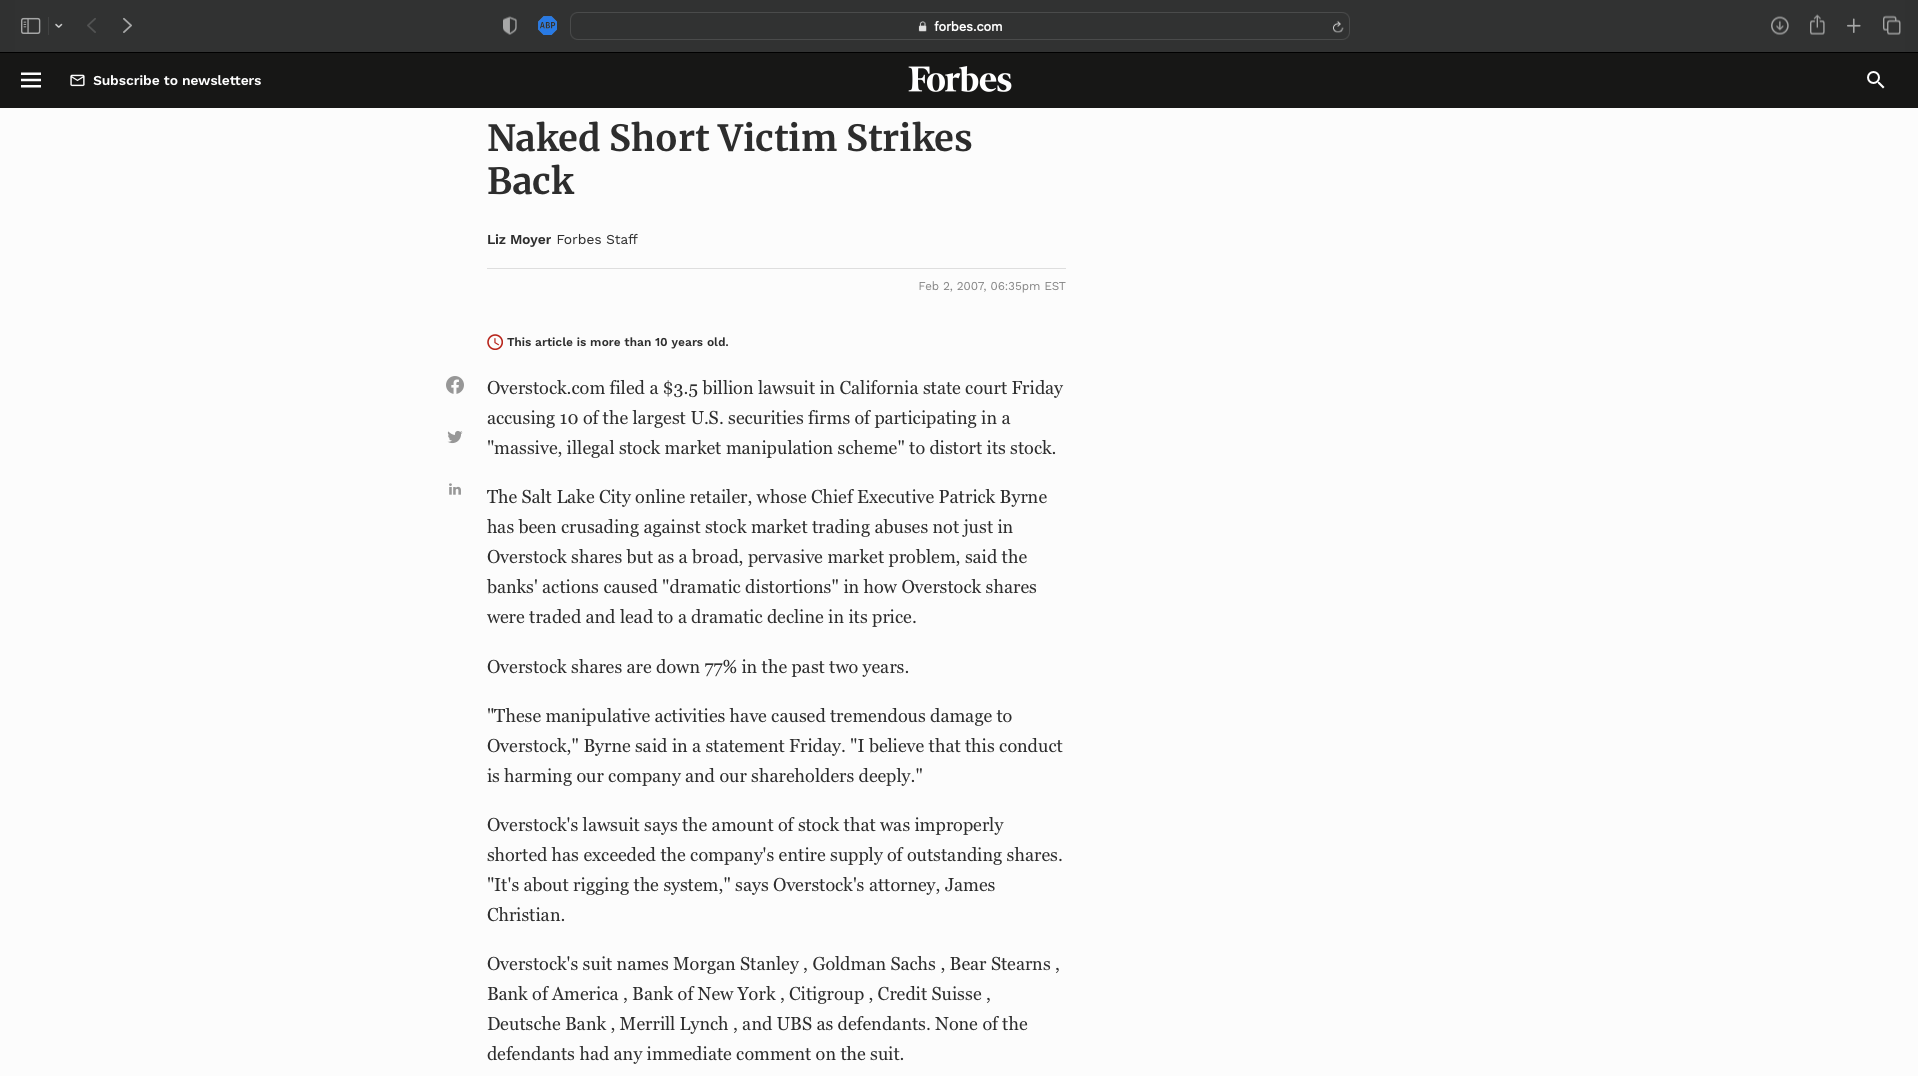 ABP
forbes.com
Subscribe to newsletters
Forbes
Naked Short Victim Strikes
Back
Liz Moyer Forbes Staff
Feb 2, 2007, 06:35pm EST
This article is more than 10 years old.
Overstock.com filed a $3.5 billion lawsuit in California state court Friday
accusing 10 of the largest U.S. securities firms of participating in a
"massive, illegal stock market manipulation scheme" to distort its stock.
The Salt Lake City online retailer, whose Chief Executive Patrick Byrne
has been crusading against stock market trading abuses not just in
Overstock shares but as a broad, pervasive market problem, said the
banks' actions caused "dramatic distortions" in how Overstock shares
were traded and lead to a dramatic decline in its price.
Overstock shares are down 77% in the past two years.
"These manipulative activities have caused tremendous damage to
Overstock," Byrne said in a statement Friday. "I believe that this conduct
is harming our company and our shareholders deeply."
Overstock's lawsuit says the amount of stock that was improperly
shorted has exceeded the company's entire supply of outstanding shares.
"It's about rigging the system," says Overstock's attorney, James
Christian.
Overstock's suit names Morgan Stanley , Goldman Sachs , Bear Stearns ,
Bank of America , Bank of New York , Citigroup , Credit Suisse ,
Deutsche Bank , Merrill Lynch , and UBS as defendants. None of the
defendants had any immediate comment on the suit.